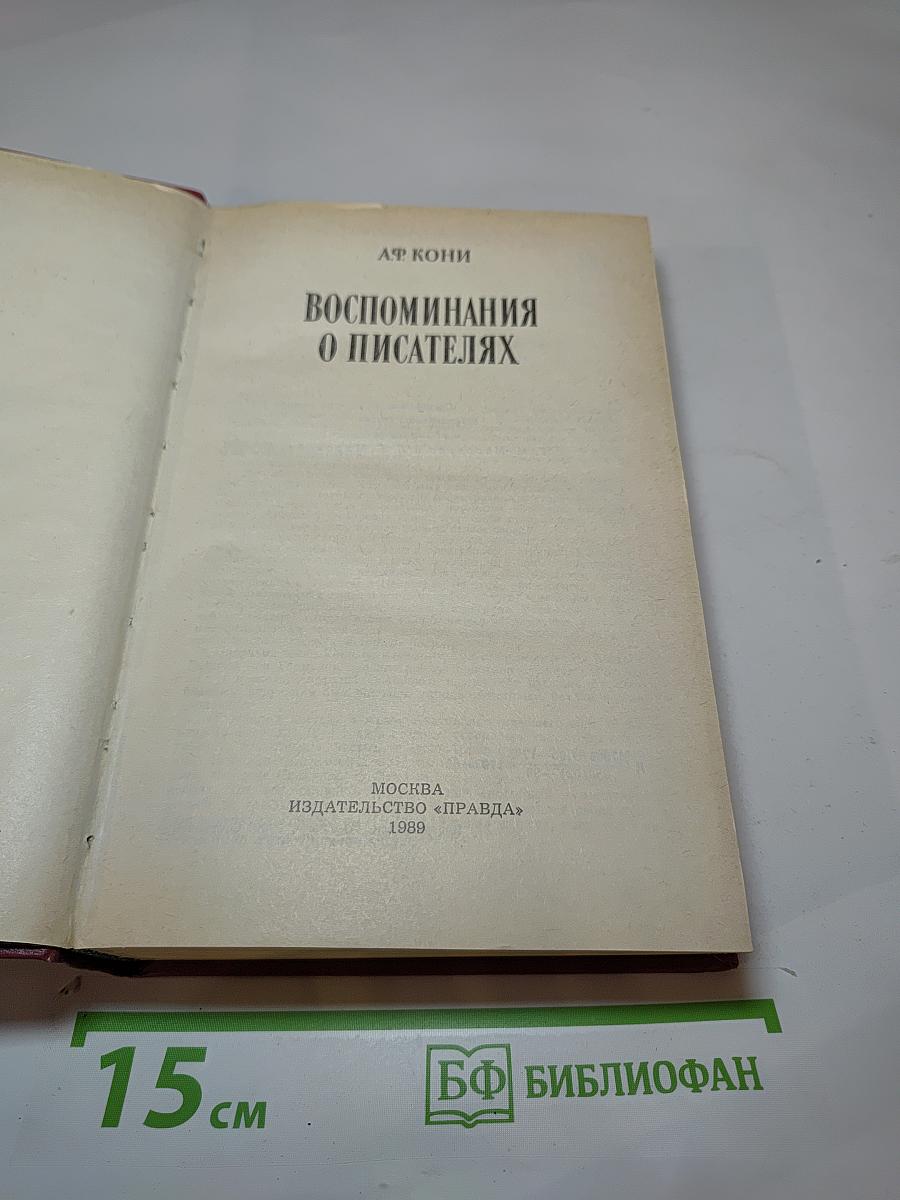 А.Ф. КОНИ
ВОСПОМИНАНИЯ
О ПИСАТЕЛЯХ
МОСКВА
ИЗДАТЕЛЬСТВО «ПРАВДА»
1989
15 см
БФ БИБЛИОФАН